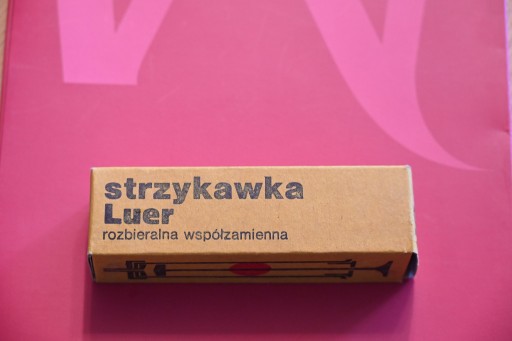 strzykawka
Luer
rozbieralna współzamienna